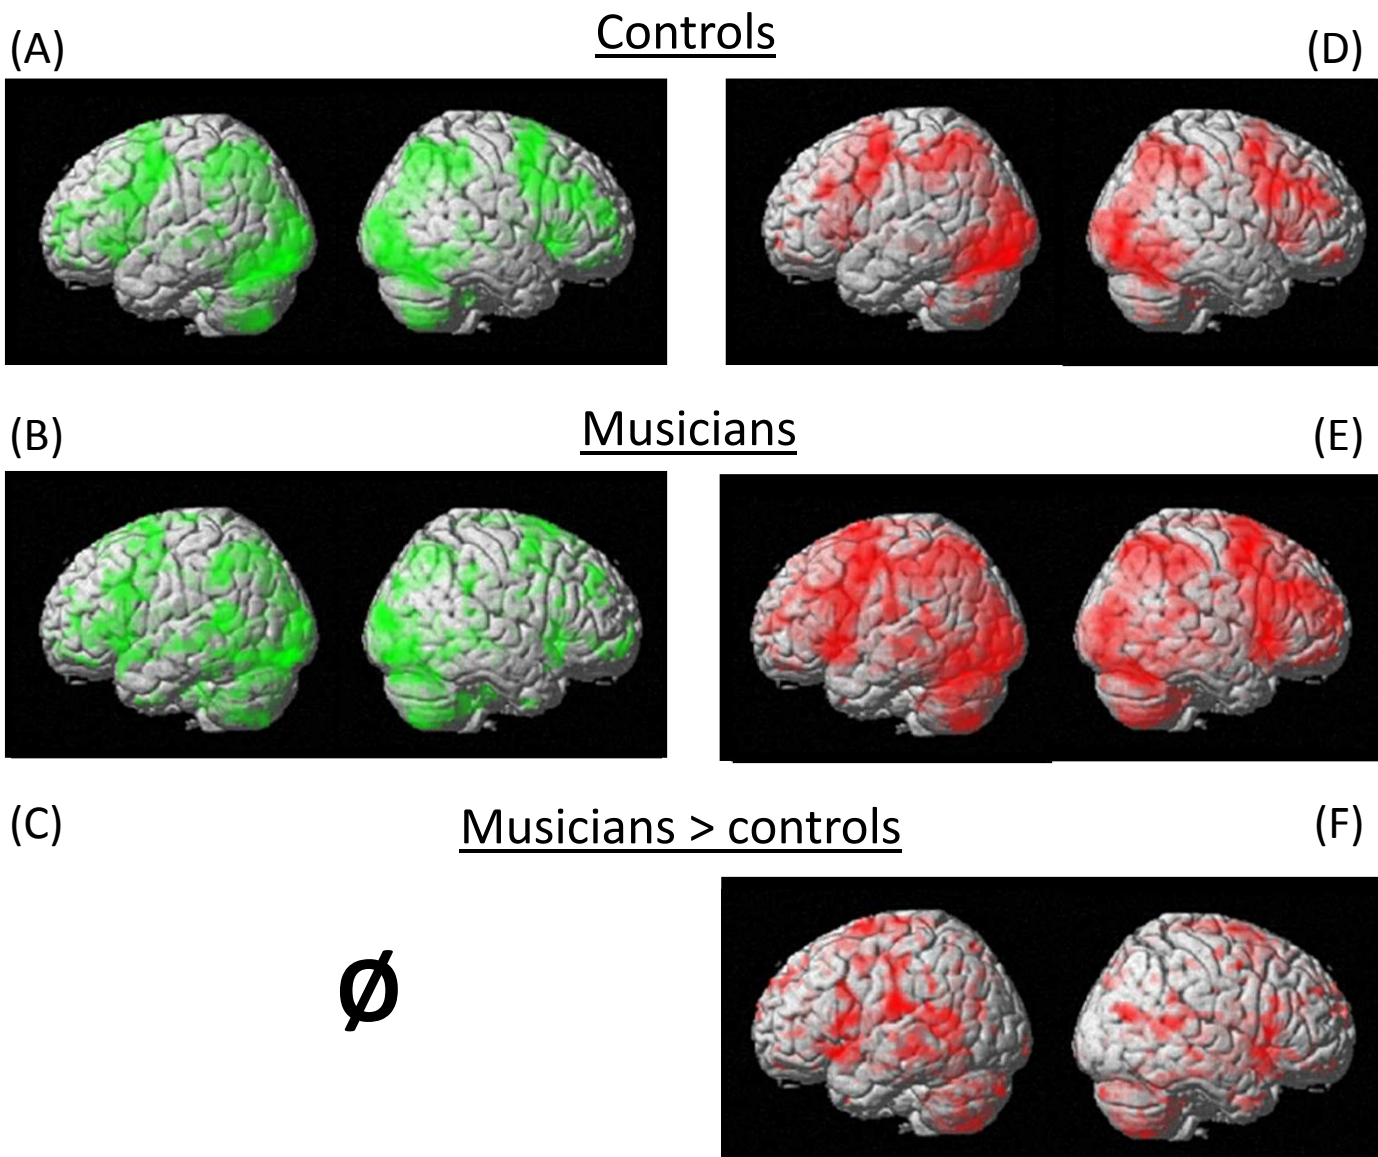 Controls
(A)
(D)
Musicians
(B)
(E)
Musicians > controls
(C)
(F)
Ø